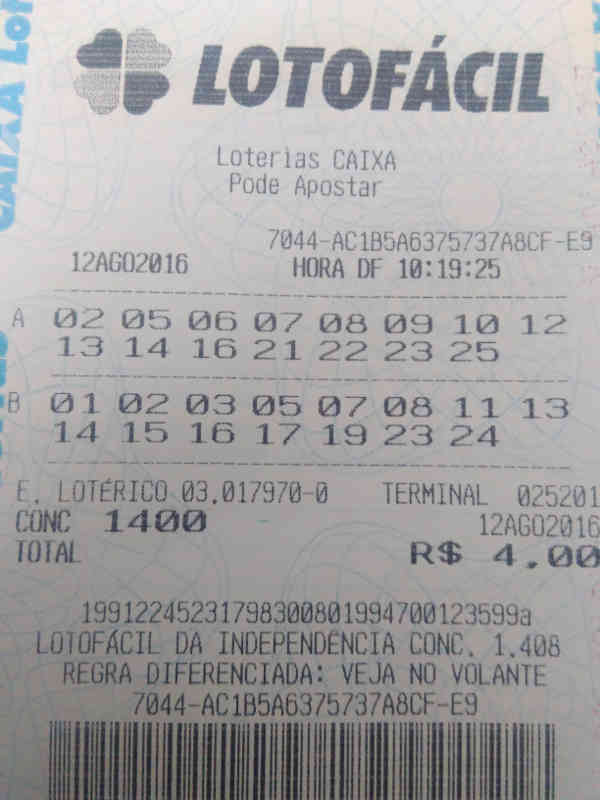 CAIXA Lot
LOTOFÁCIL
Loterias CAIXA
Pode Apostar
7044-AC1B5A6375737A8CF-E9
12AGO2016 HORA DF 10:19:25
A 02 05 06 07 08 09 10 12
13 14 16 21 22 23 25
B 01 02 03 05 07 08 11 13
14 15 16 17 19 23 24
E. LOTÉRICO 03.017970-0 TERMINAL 025201
CONC 1400 12AGO2016
TOTAL R$ 4.00
19912245231798300801994700123599a
LOTOFÁCIL DA INDEPENDÊNCIA CONC. 1.408
REGRA DIFERENCIADA: VEJA NO VOLANTE
7044-AC1B5A6375737A8CF-E9